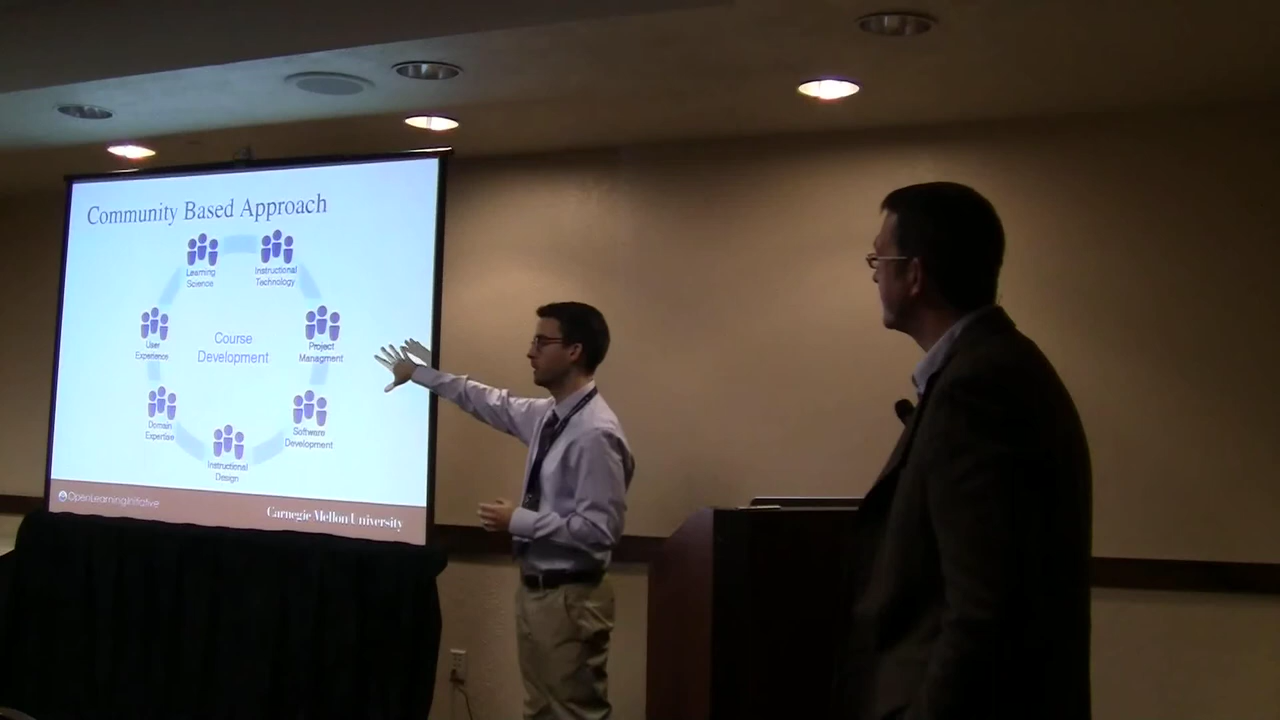 Community Based Approach
Learning
Science
Instructional
Technology
User
Experience
Course
Development
Project
Managment
Domain
Expertise
Software
Development
Instructional
Design
OpenLearningInitiative
Carnegie Mellon University